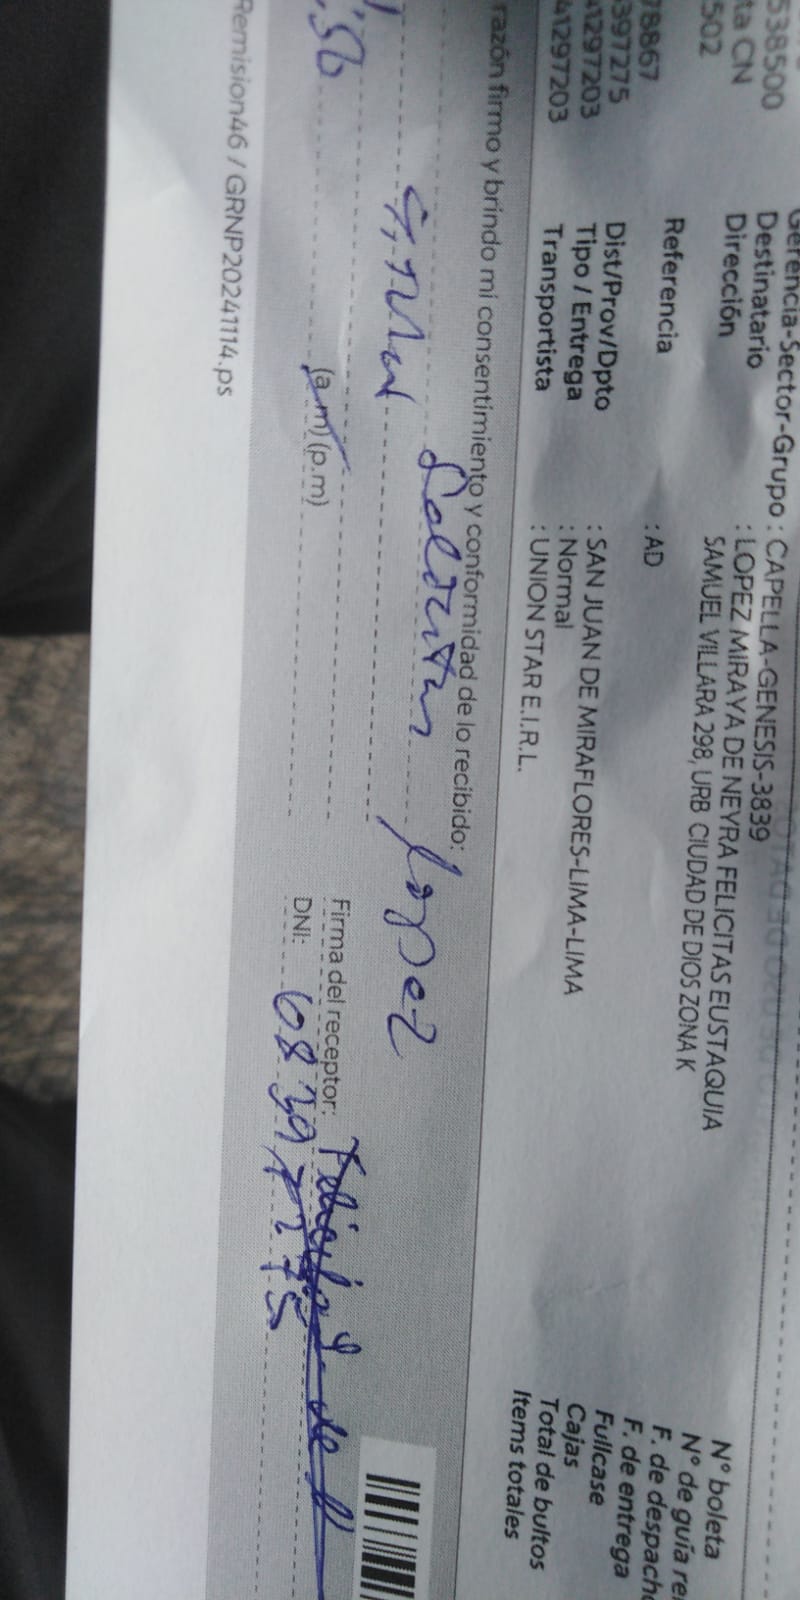 538500
ta CN
502
78867
5397275
41297203
41297203
Gerencia-Sector-Grupo : CAPELLA-GENESIS-3839
Destinatario : LOPEZ MIRAYA DE NEYRA FELICITAS EUSTAQUIA
Dirección SAMUEL VILLARA 298, URB CIUDAD DE DIOS ZONA K
Referencia : AD
Dist/Prov/Dpto : SAN JUAN DE MIRAFLORES-LIMA-LIMA
Tipo / Entrega : Normal
Transportista : UNION STAR E.I.R.L.
N° boleta
N° de guía re
F. de despach
F. de entrega
Fullcase
Cajas
Total de bultos
Items totales
razón firmo y brindo mi consentimiento y conformidad de lo recibido:
Lopez
(a.m) (p.m)
Firma del receptor:
DNI:
Remision46 / GRNP20241114.ps